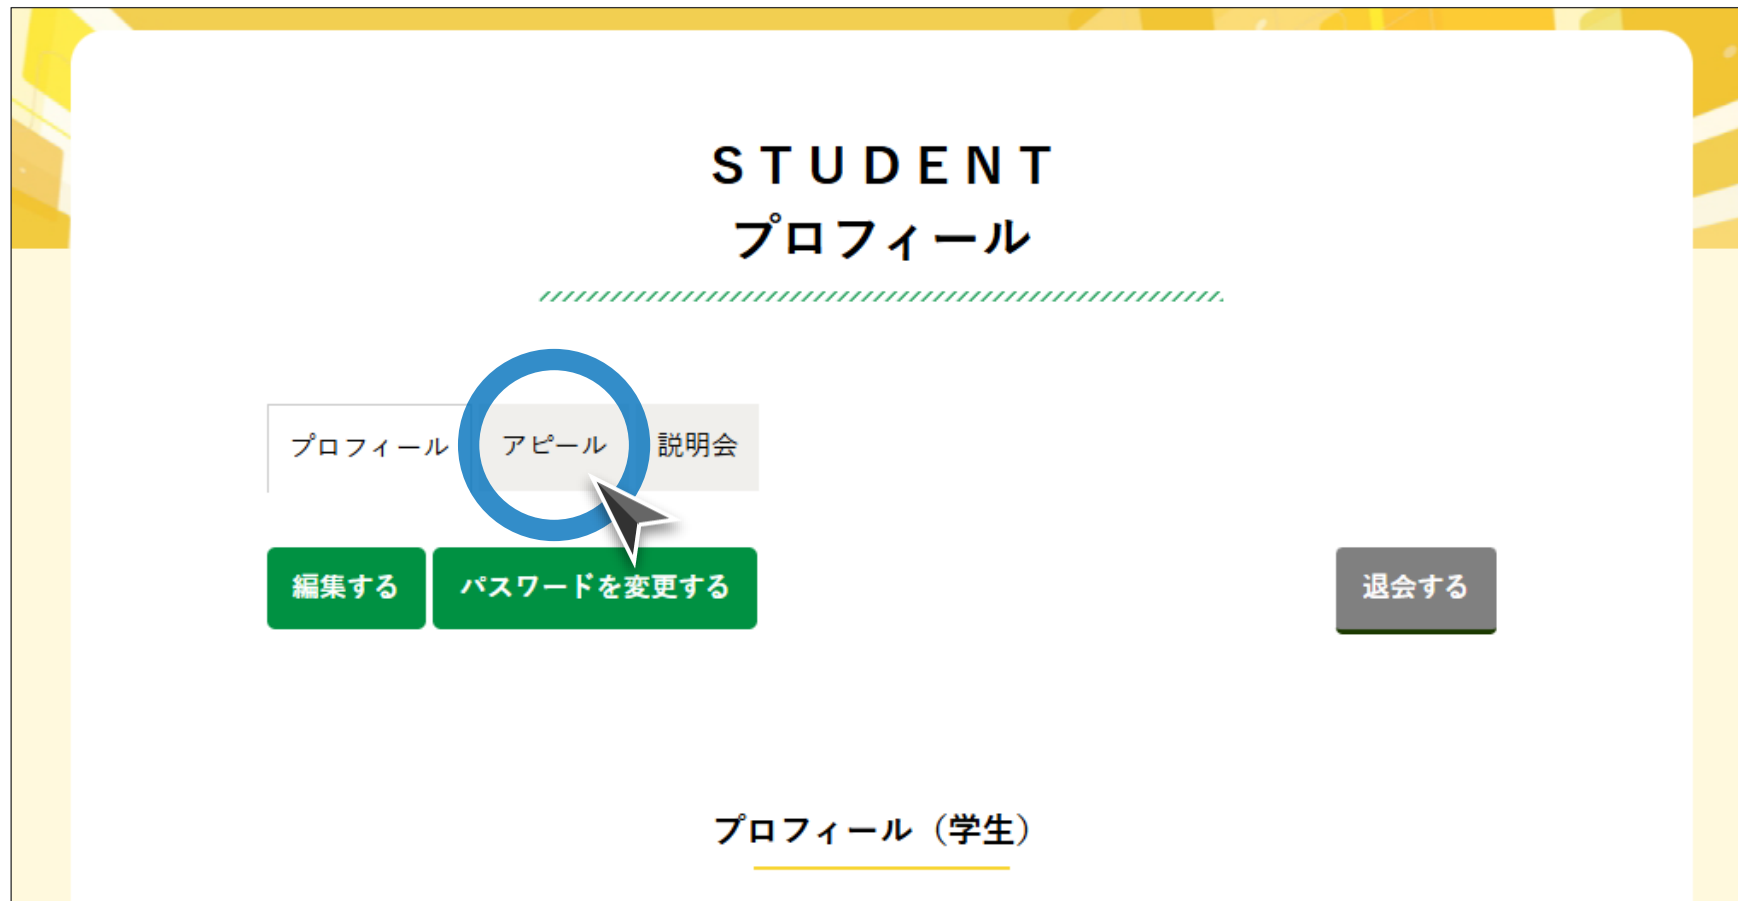 STUDENT
プロフィール
プロフィール アピール 説明会
編集する パスワードを変更する 退会する
プロフィール（学生）